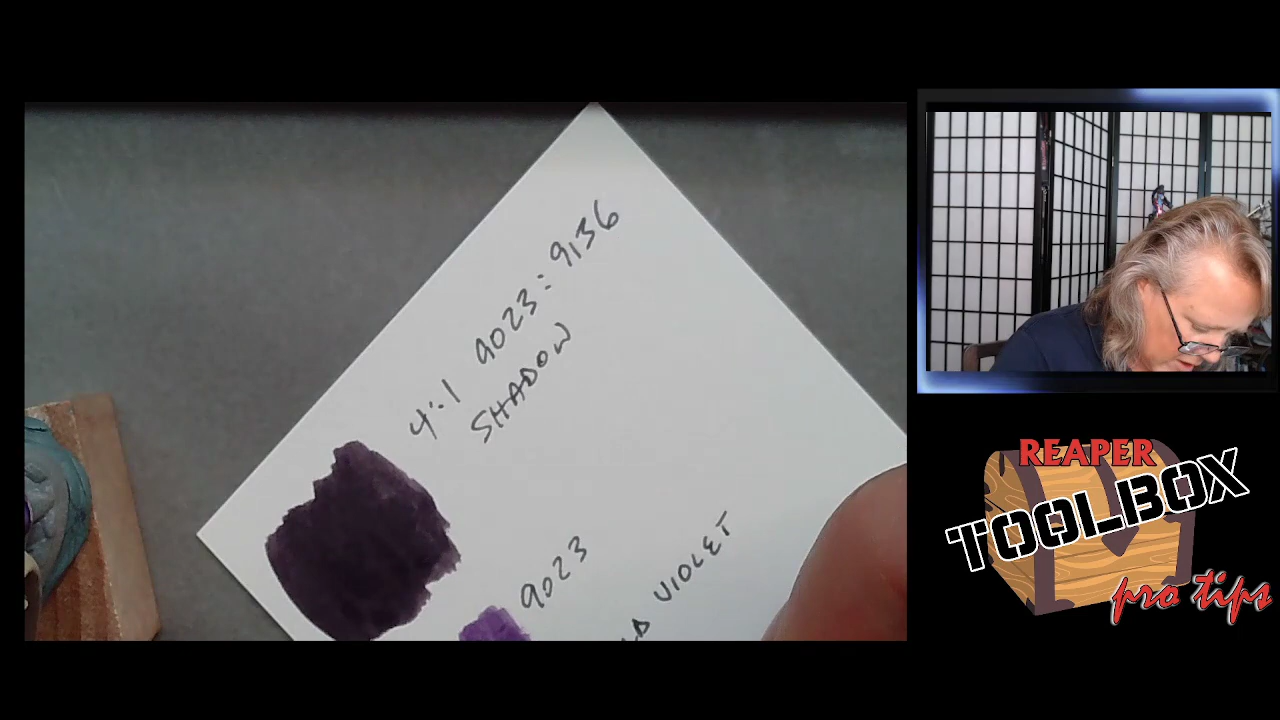 4:1 9023:9136
SHADOW
9023
VIOLET
REAPER
TOOLBOX
pro tips